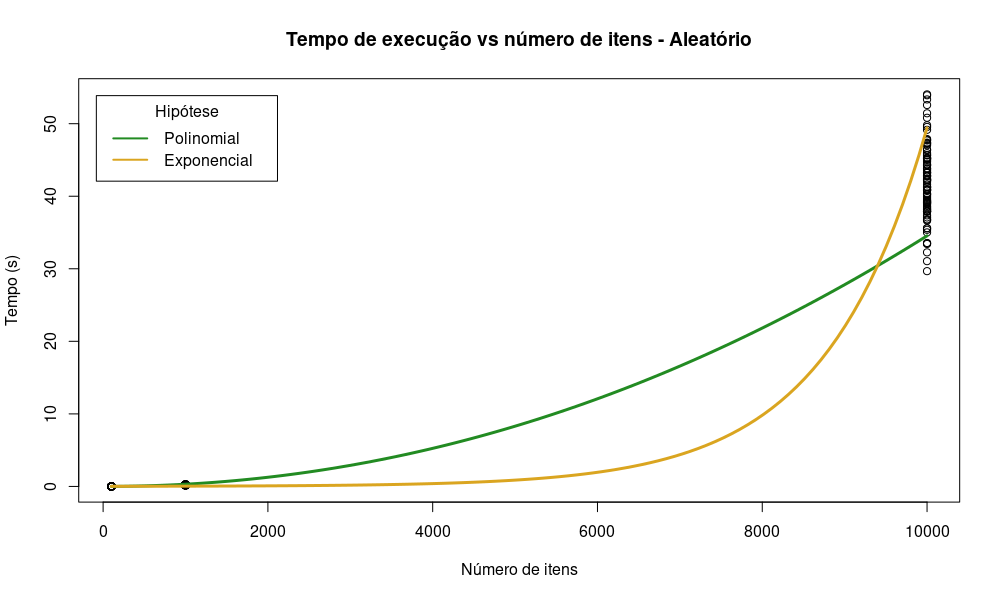 Tempo de execução vs número de itens - Aleatório
Hipótese
Polinomial
Exponencial
Tempo (s)
50
40
30
20
10
0
0 2000 4000 6000 8000 10000
Número de itens